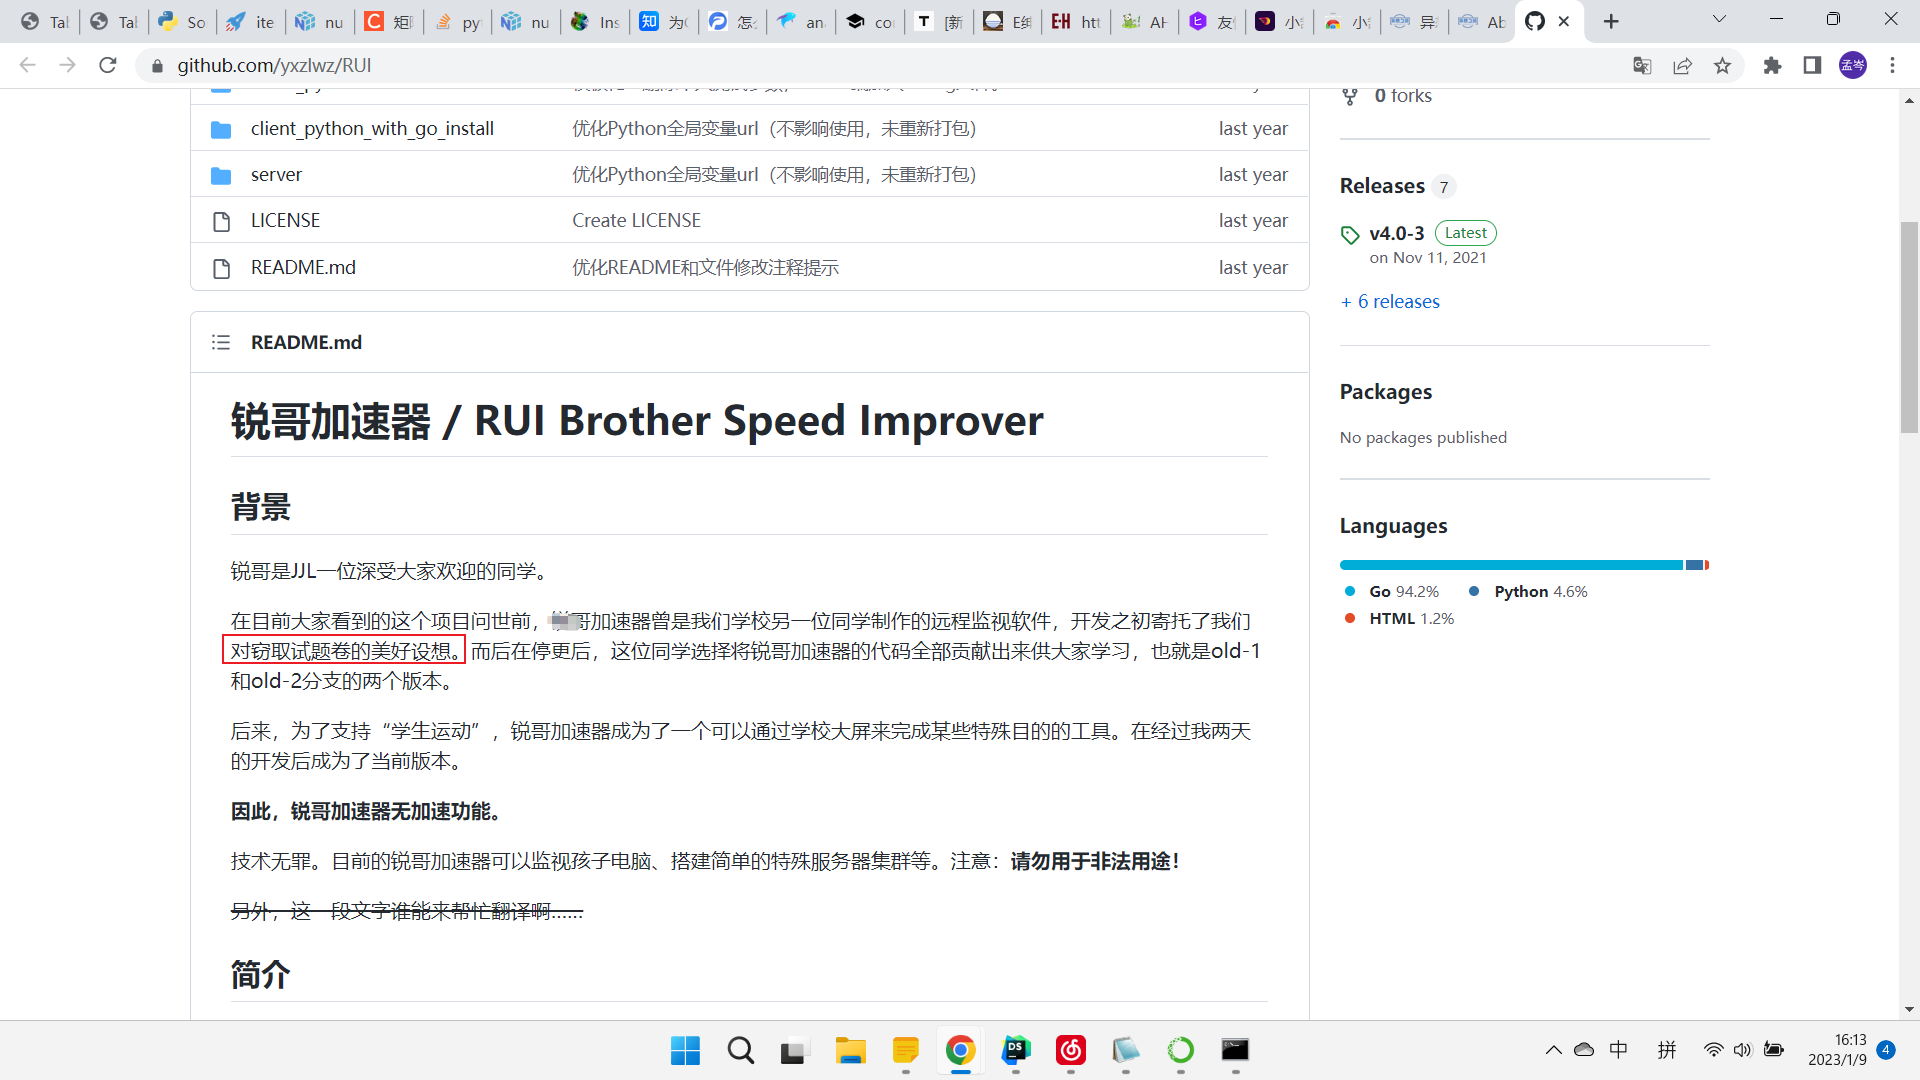 Tal
Tal
So
ite
nu
矩
py
nu
Ins
为
怎
an
co
[新
E维
htt
AH
友
小
小
异
Ab
github.com/yxzlwz/RUI
孟岑
client_python_with_go_install 优化Python全局变量url（不影响使用，未重新打包） last year
server 优化Python全局变量url（不影响使用，未重新打包） last year
LICENSE Create LICENSE last year
README.md 优化README和文件修改注释提示 last year
README.md
锐哥加速器 / RUI Brother Speed Improver
背景
锐哥是JJL一位深受大家欢迎的同学。
在目前大家看到的这个项目问世前，哥加速器曾是我们学校另一位同学制作的远程监视软件，开发之初寄托了我们
对窃取试题卷的美好设想。而后在停更后，这位同学选择将锐哥加速器的代码全部贡献出来供大家学习，也就是old-1
和old-2分支的两个版本。
后来，为了支持“学生运动”，锐哥加速器成为了一个可以通过学校大屏来完成某些特殊目的的工具。在经过我两天
的开发后成为了当前版本。
因此，锐哥加速器无加速功能。
技术无罪。目前的锐哥加速器可以监视孩子电脑、搭建简单的特殊服务器集群等。注意：请勿用于非法用途！
另外，这一段文字谁能来帮忙翻译啊……
简介
0 forks
Releases 7
v4.0-3 Latest
on Nov 11, 2021
+ 6 releases
Packages
No packages published
Languages
Go 94.2% Python 4.6%
HTML 1.2%
中 拼 16:13
2023/1/9 4